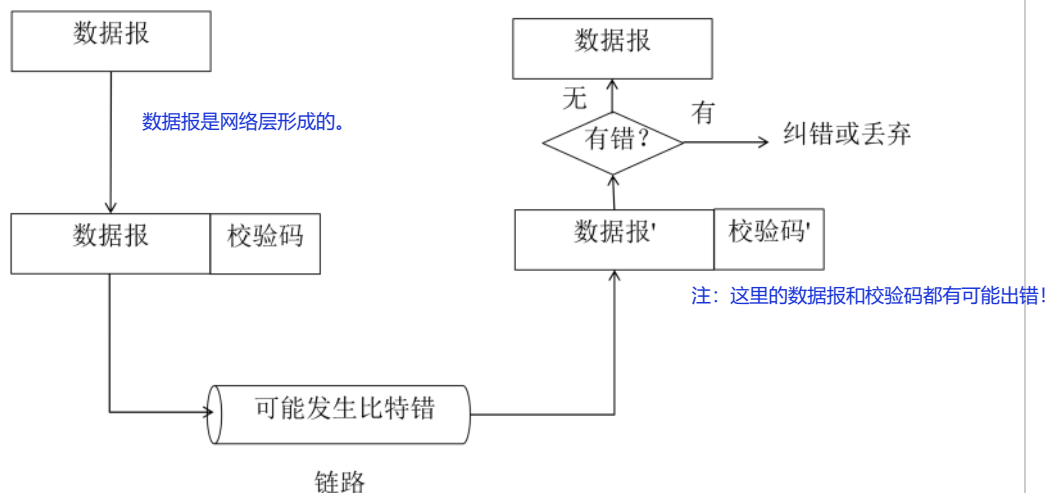 数据报
数据报
无
有
数据报是网络层形成的。
有错？
纠错或丢弃
数据报
校验码
数据报'
校验码'
注：这里的数据报和校验码都有可能出错！
可能发生比特错
链路